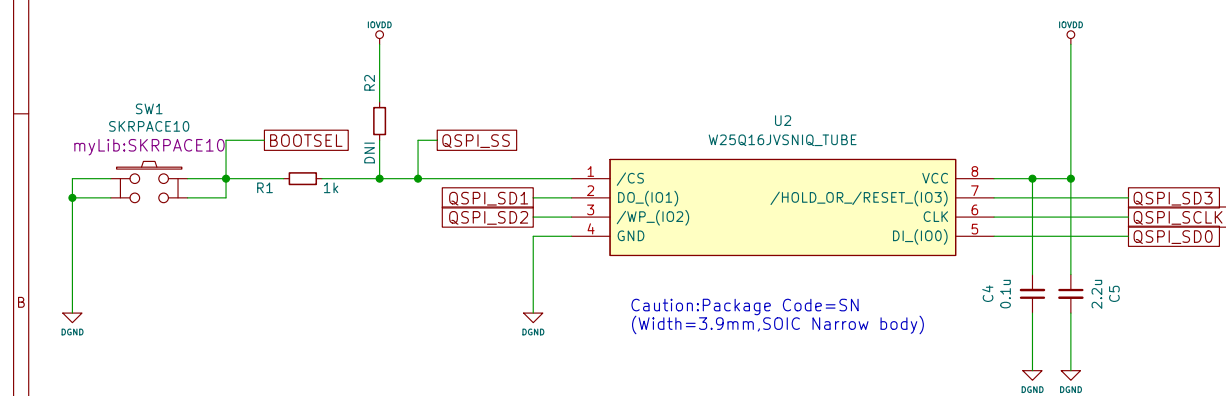 IOVDD
IOVDD
R2
SW1
SKRPACE10
myLib:SKRPACE10
BOOTSEL
DNI
QSPI_SS
U2
W25Q16JVSNIQ_TUBE
R1
1k
1
/CS
VCC
8
QSPI_SD1
2
DO_(IO1)
/HOLD_OR_/RESET_(IO3)
7
QSPI_SD3
QSPI_SD2
3
/WP_(IO2)
CLK
6
QSPI_SCLK
4
GND
DI_(IO0)
5
QSPI_SD0
B
C4
0.1u
2.2u
C5
Caution:Package Code=SN
(Width=3.9mm,SOIC Narrow body)
DGND
DGND
DGND
DGND